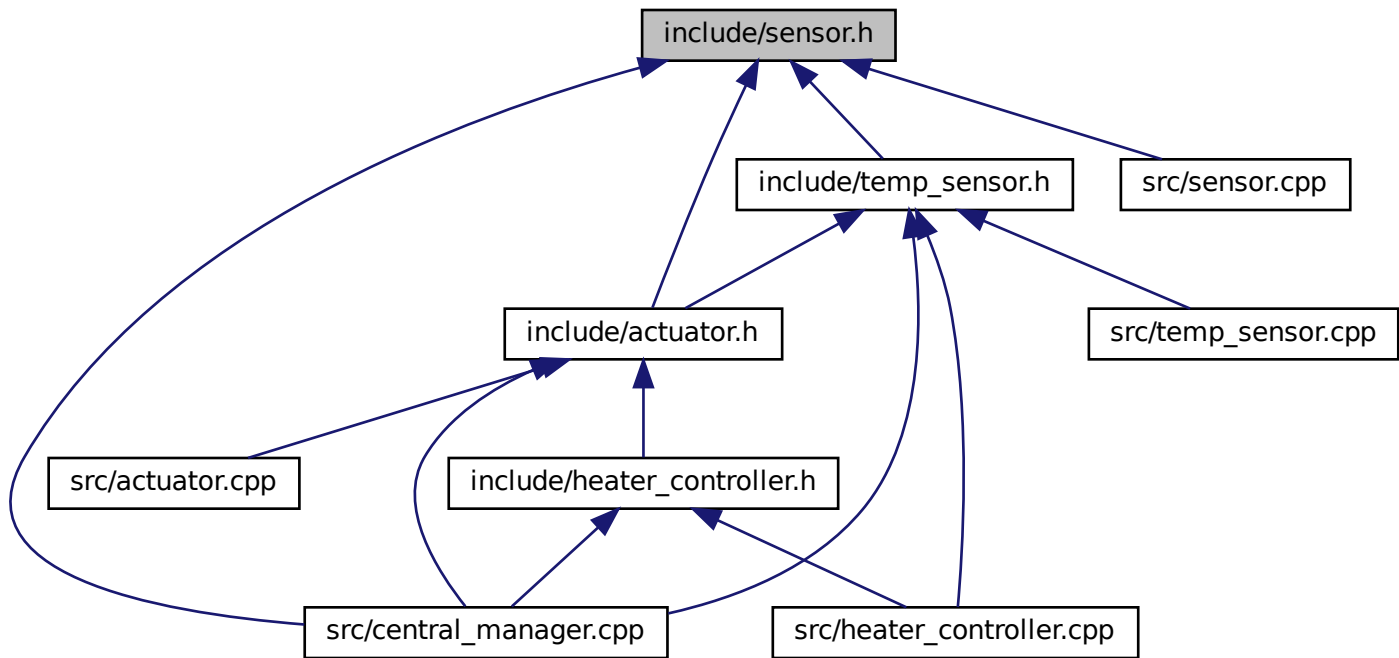 include/sensor.h
include/temp_sensor.h
src/sensor.cpp
include/actuator.h
src/temp_sensor.cpp
src/actuator.cpp
include/heater_controller.h
src/central_manager.cpp
src/heater_controller.cpp